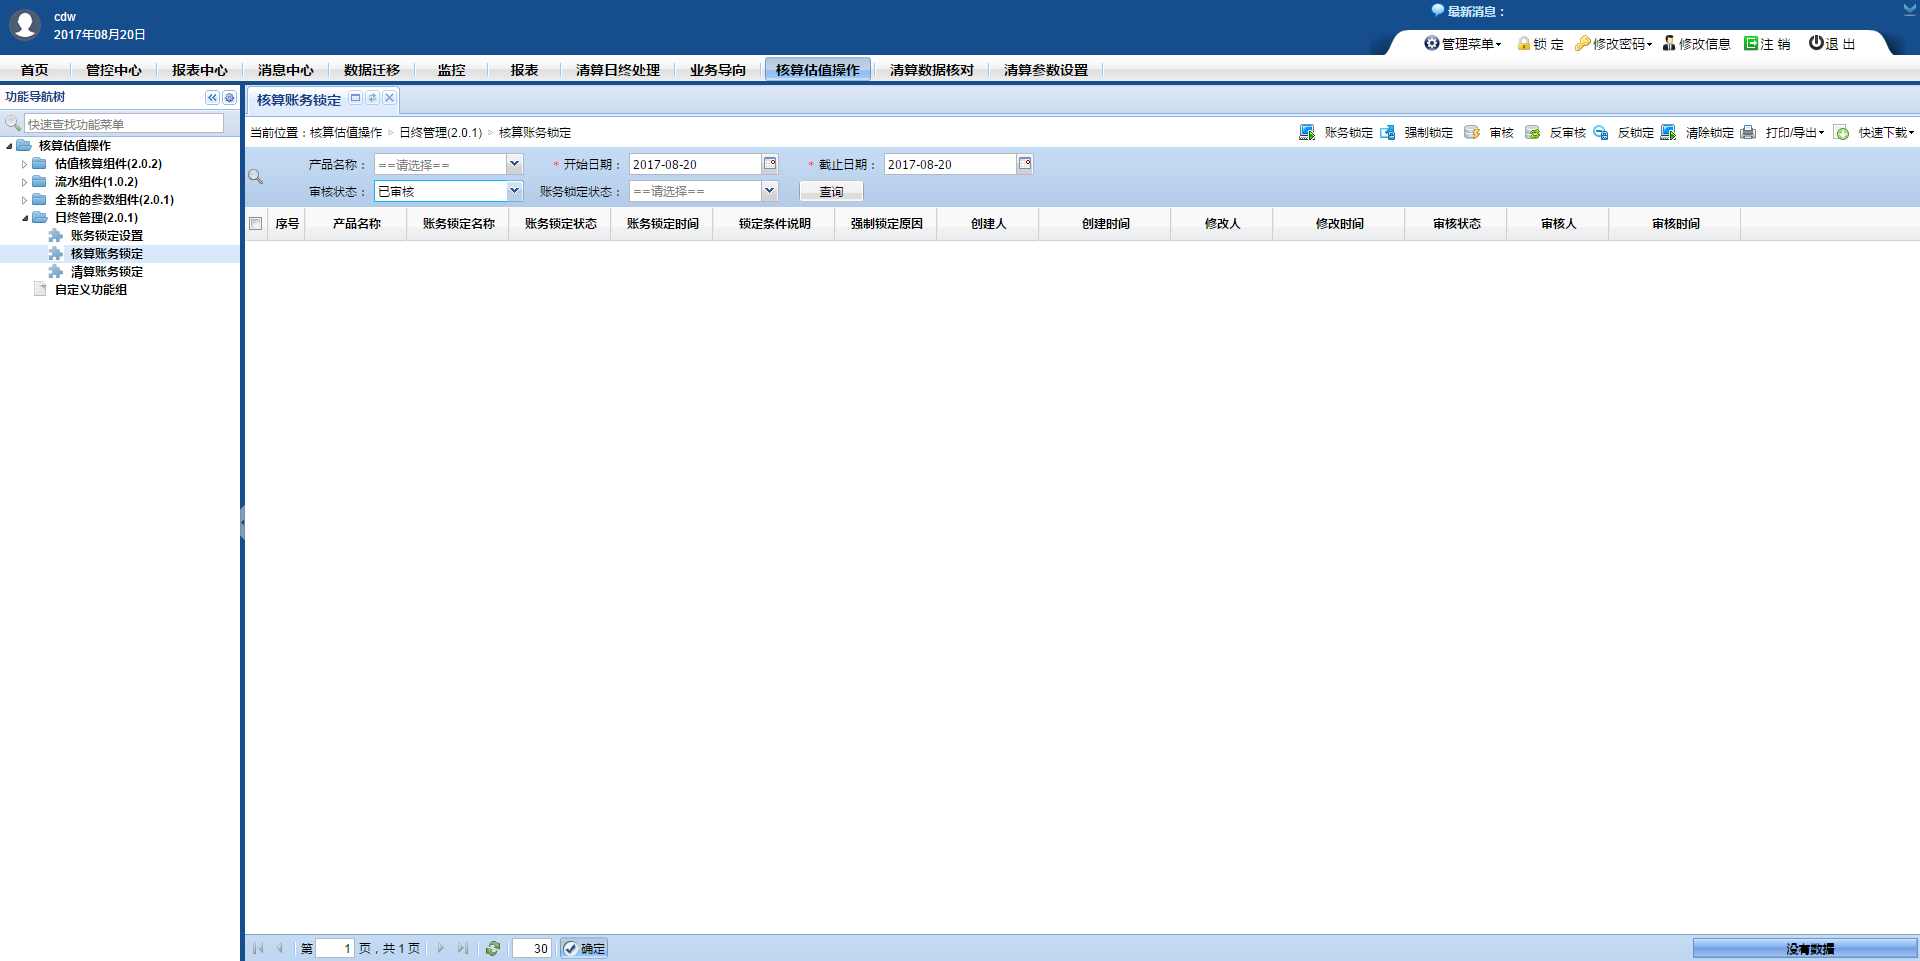 cdw
2017年08月20日
最新消息：
管理菜单 锁 定 修改密码 修改信息 注 销 退 出
首页 管控中心 报表中心 消息中心 数据迁移 监控 报表 清算日终处理 业务导向 核算估值操作 清算数据核对 清算参数设置
功能导航树
快速查找功能菜单
核算估值操作
估值核算组件(2.0.2)
流水组件(1.0.2)
全新的参数组件(2.0.1)
日终管理(2.0.1)
账务锁定设置
核算账务锁定
清算账务锁定
自定义功能组
核算账务锁定
当前位置：核算估值操作 > 日终管理(2.0.1) > 核算账务锁定
账务锁定 强制锁定 审核 反审核 反锁定 清除锁定 打印/导出 快速下载
产品名称： ==请选择== * 开始日期： 2017-08-20 * 截止日期： 2017-08-20
审核状态： 已审核 账务锁定状态： ==请选择== 查询
序号 产品名称 账务锁定名称 账务锁定状态 账务锁定时间 锁定条件说明 强制锁定原因 创建人 创建时间 修改人 修改时间 审核状态 审核人 审核时间
第 1 页，共 1 页 30 确定
没有数据